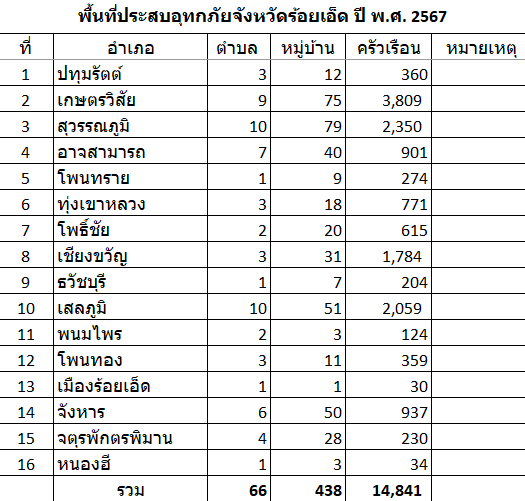 พื้นที่ประสบอุทกภัยจังหวัดร้อยเอ็ด ปี พ.ศ. 2567
ที่ อำเภอ ตำบล หมู่บ้าน ครัวเรือน หมายเหตุ
1 ปทุมรัตต์ 3 12 360
2 เกษตรวิสัย 9 75 3,809
3 สุวรรณภูมิ 10 79 2,350
4 อาจสามารถ 7 40 901
5 โพนทราย 1 9 274
6 ทุ่งเขาหลวง 3 18 771
7 โพธิ์ชัย 2 20 615
8 เชียงขวัญ 3 31 1,784
9 ธวัชบุรี 1 7 204
10 เสลภูมิ 10 51 2,059
11 พนมไพร 2 3 124
12 โพนทอง 3 11 359
13 เมืองร้อยเอ็ด 1 1 30
14 จังหาร 6 50 937
15 จตุรพักตรพิมาน 4 28 230
16 หนองฮี 1 3 34
รวม 66 438 14,841